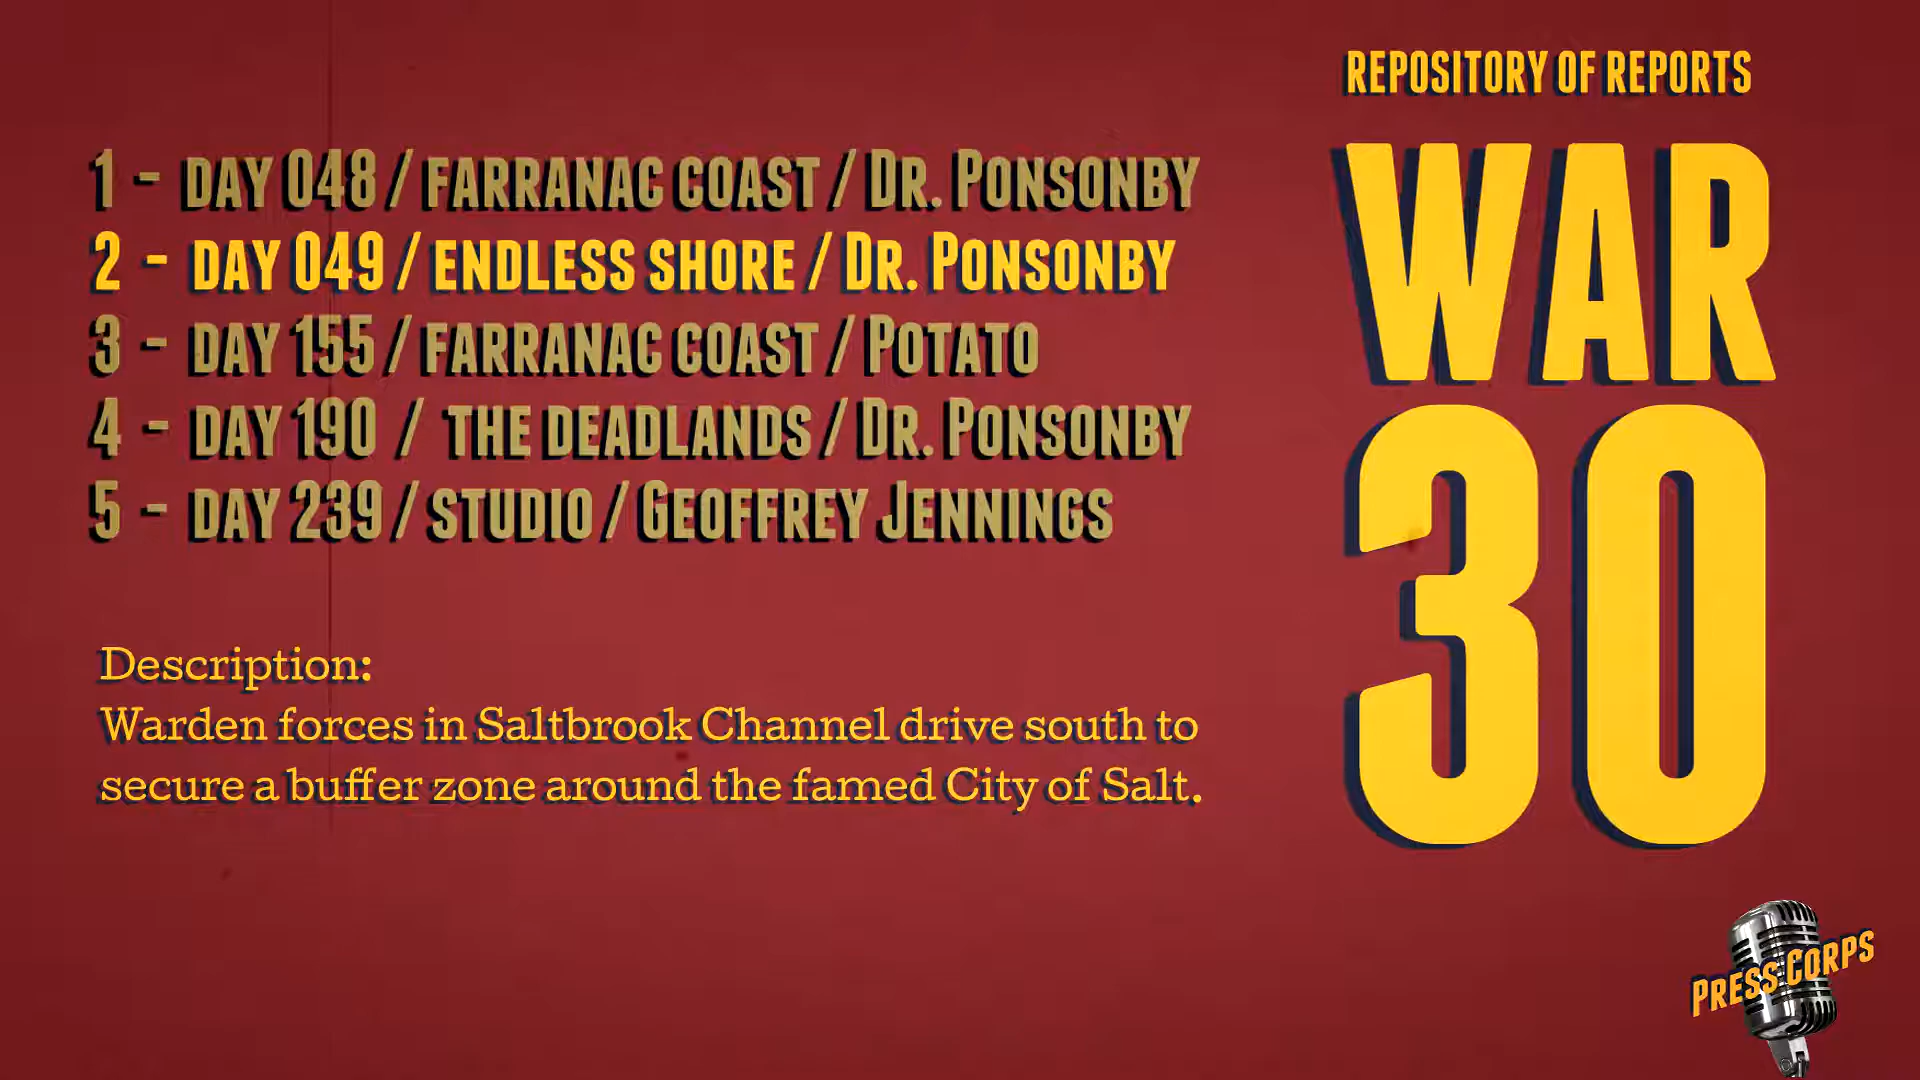 REPOSITORY OF REPORTS
WAR
30
1 - DAY 048 / FARRANAC COAST / DR. PONSONBY
2 - DAY 049 / ENDLESS SHORE / DR. PONSONBY
3 - DAY 155 / FARRANAC COAST / POTATO
4 - DAY 190 / THE DEADLANDS / DR. PONSONBY
5 - DAY 239 / STUDIO / GEOFFREY JENNINGS
Description:
Warden forces in Saltbrook Channel drive south to
secure a buffer zone around the famed City of Salt.
PRESS CORPS